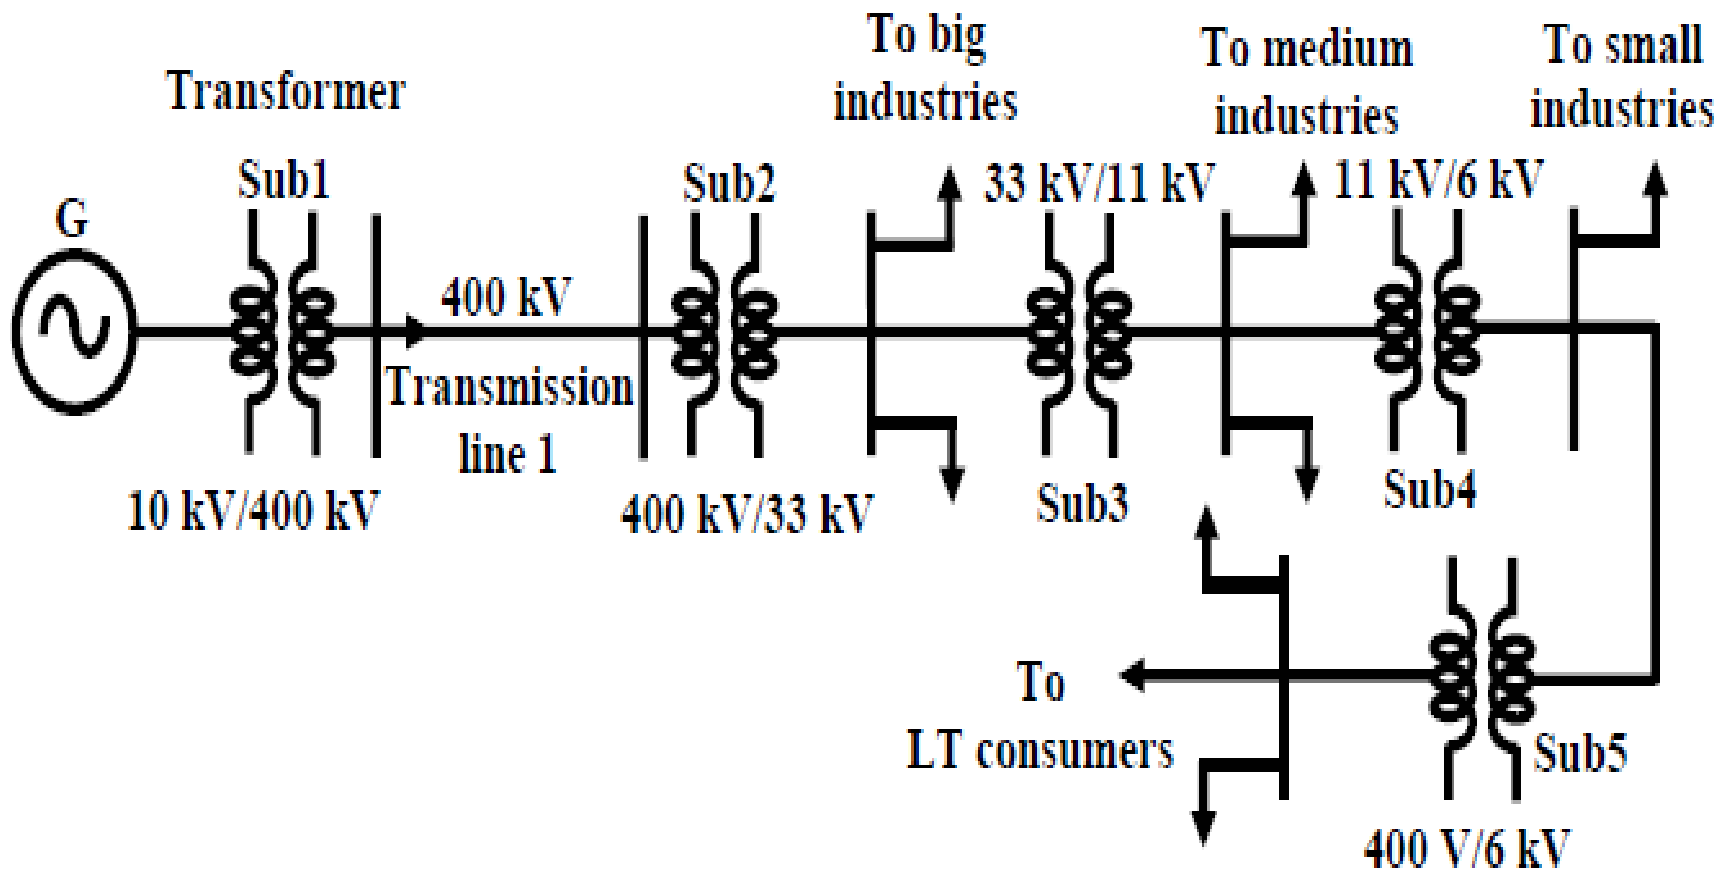 Transformer
Sub1
G
10 kV/400 kV
400 kV
Transmission
line 1
Sub2
400 kV/33 kV
To big
industries
33 kV/11 kV
Sub3
To medium
industries
11 kV/6 kV
Sub4
To small
industries
To
LT consumers
Sub5
400 V/6 kV